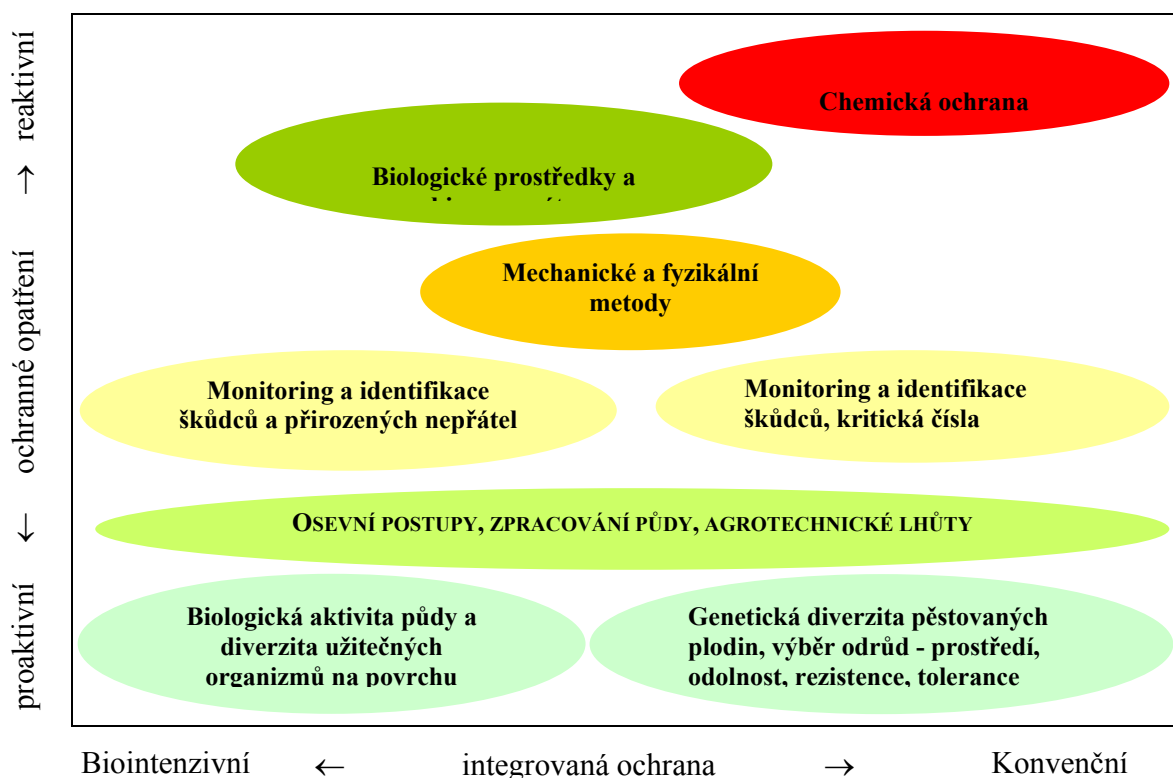 Chemická ochrana
Biologické prostředky a
Mechanické a fyzikální
metody
Monitoring a identifikace
škůdců a přirozených nepřátel
Monitoring a identifikace
škůdců, kritická čísla
OSEVNÍ POSTUPY, ZPRACOVÁNÍ PŮDY, AGROTECHNICKÉ LHŮTY
Biologická aktivita půdy a
diverzita užitečných
organizmů na povrchu
Genetická diverzita pěstovaných
plodin, výběr odrůd - prostředí,
odolnost, rezistence, tolerance
proaktivní ← ochranné opatření → reaktivní
Biointenzivní ← integrovaná ochrana → Konvenční